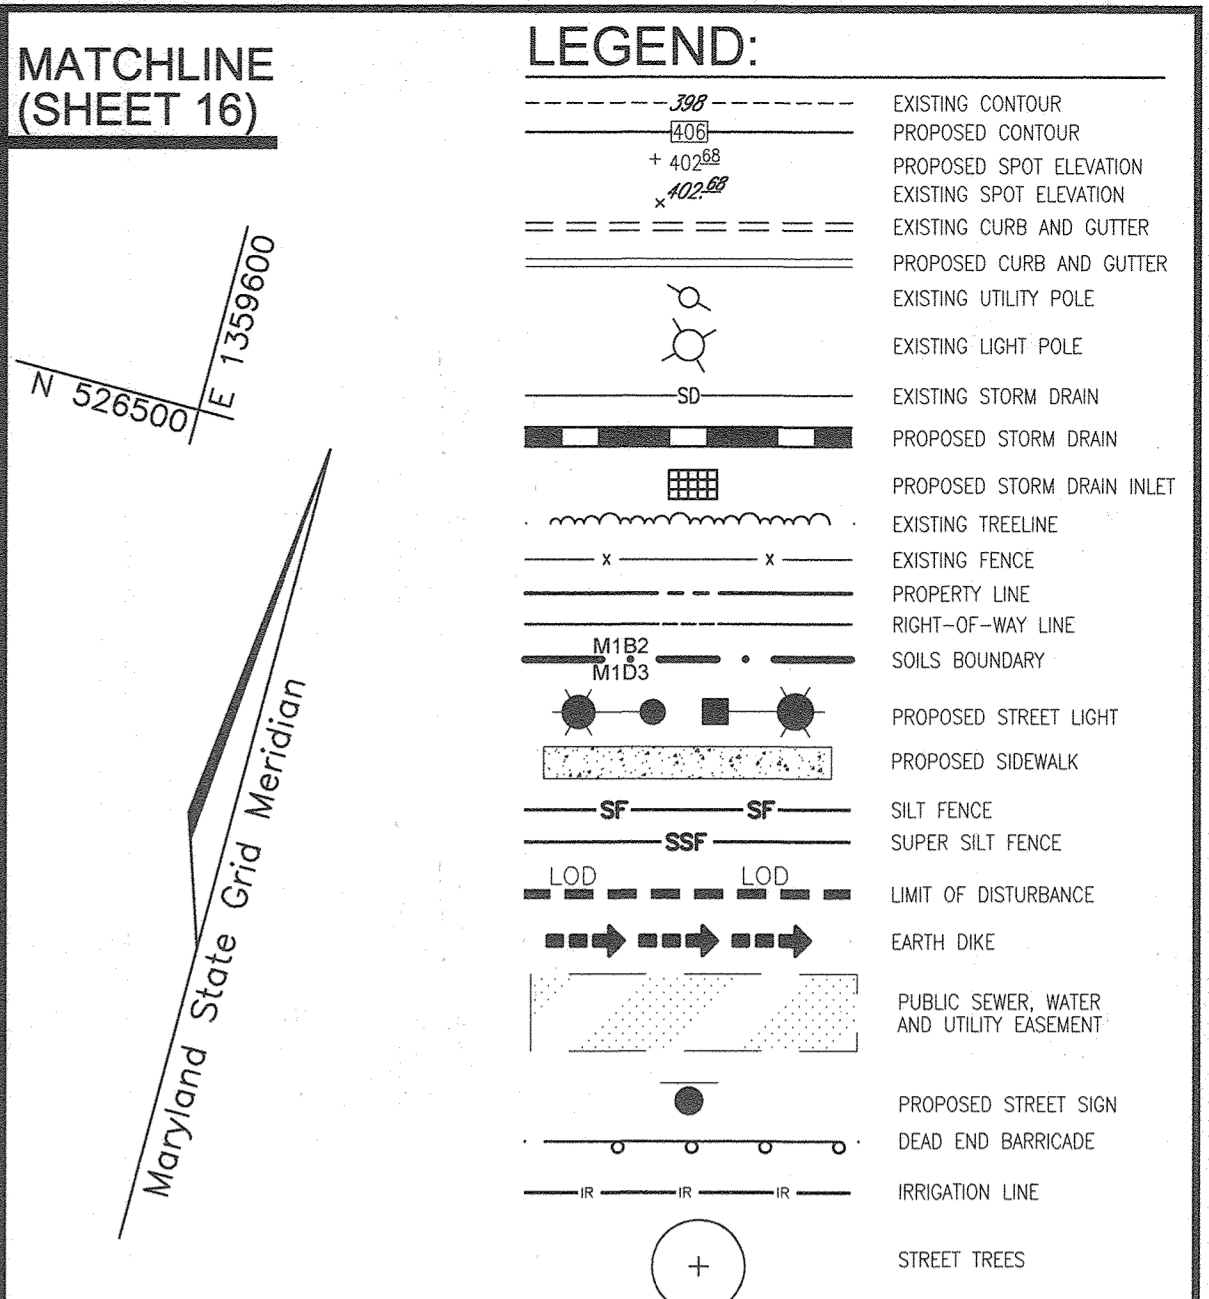 MATCHLINE
(SHEET 16)
E 1359600
N 526500
Maryland State Grid Meridian
LEGEND:
398 EXISTING CONTOUR
406 PROPOSED CONTOUR
+ 402 68 PROPOSED SPOT ELEVATION
x 402.68 EXISTING SPOT ELEVATION
EXISTING CURB AND GUTTER
PROPOSED CURB AND GUTTER
EXISTING UTILITY POLE
EXISTING LIGHT POLE
SD EXISTING STORM DRAIN
PROPOSED STORM DRAIN
PROPOSED STORM DRAIN INLET
EXISTING TREELINE
x x EXISTING FENCE
PROPERTY LINE
RIGHT-OF-WAY LINE
M1B2
M1D3
SOILS BOUNDARY
PROPOSED STREET LIGHT
PROPOSED SIDEWALK
SF SF SILT FENCE
SSF SUPER SILT FENCE
LOD LOD
LIMIT OF DISTURBANCE
EARTH DIKE
PUBLIC SEWER, WATER
AND UTILITY EASEMENT
PROPOSED STREET SIGN
DEAD END BARRICADE
IR IR IR IRRIGATION LINE
STREET TREES